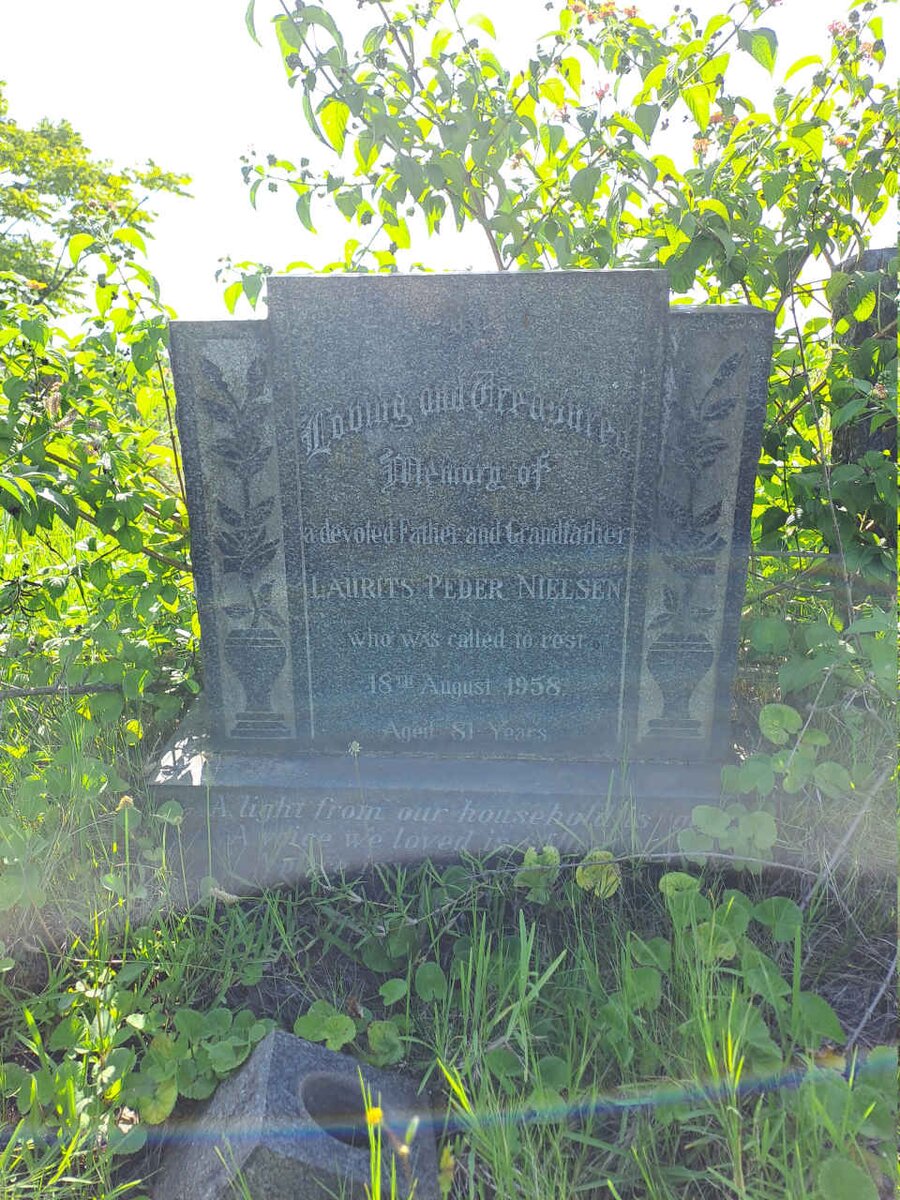 Loving and Treasured
Memory of
a devoted Father and Grandfather
LAURITS PEDER NIELSEN
who was called to rest
18TH August 1958
Aged 81 Years
A light from our household is
A voice we loved is